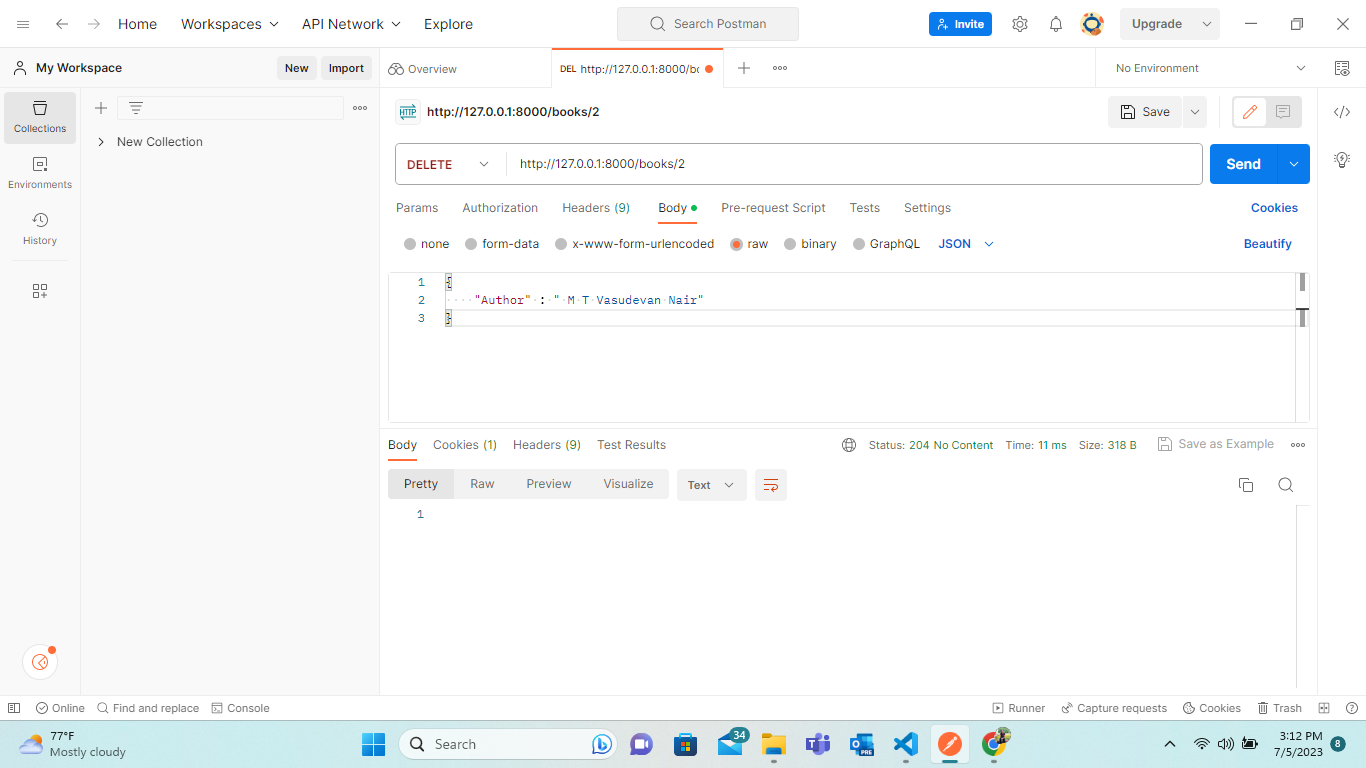 Home Workspaces API Network Explore Search Postman Invite Upgrade
My Workspace New Import Overview DEL http://127.0.0.1:8000/bo No Environment
Collections
Environments
History
New Collection
HTTP http://127.0.0.1:8000/books/2 Save
DELETE http://127.0.0.1:8000/books/2 Send
Params Authorization Headers (9) Body Pre-request Script Tests Settings Cookies
none form-data x-www-form-urlencoded raw binary GraphQL JSON Beautify
1 {
2 "Author" : " M T Vasudevan Nair"
3 }
Body Cookies (1) Headers (9) Test Results Status: 204 No Content Time: 11 ms Size: 318 B Save as Example
Pretty Raw Preview Visualize Text
1
Online Find and replace Console Runner Capture requests Cookies Trash
77°F
Mostly cloudy
Search
34
PRE
3:12 PM
7/5/2023
8